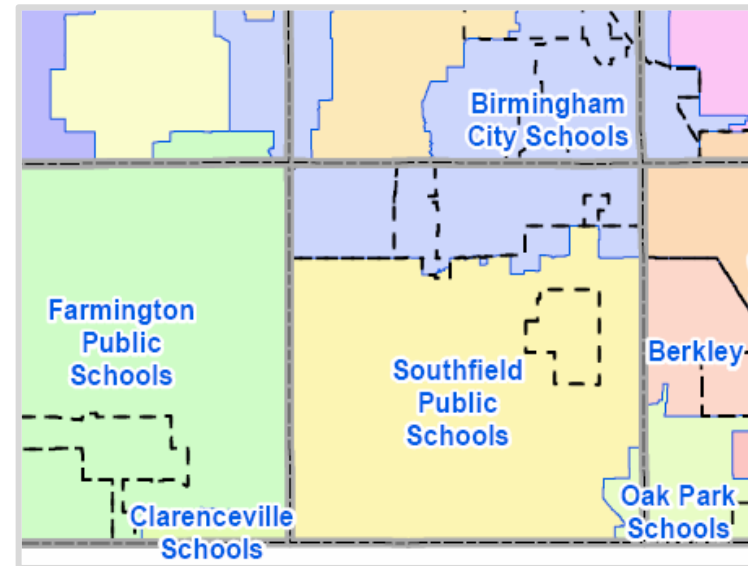 Birmingham
City Schools
Farmington
Public
Schools
Southfield
Public
Schools
Berkley
Clarenceville
Schools
Oak Park
Schools